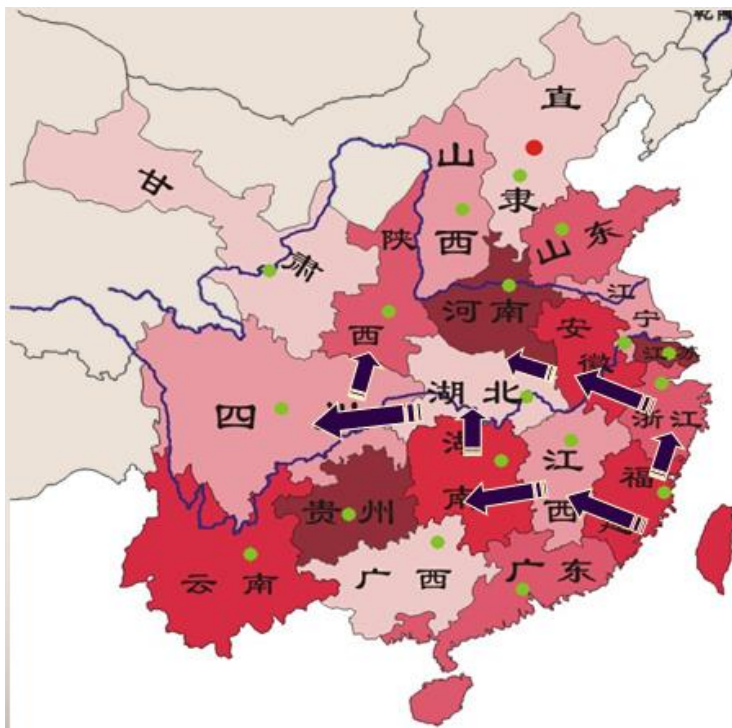 直隶
山西
甘肃
陕西
山东
河南
江宁
安徽
江苏
四
湖北
浙江
湖南
江西
福
贵州
云南
广西
广东